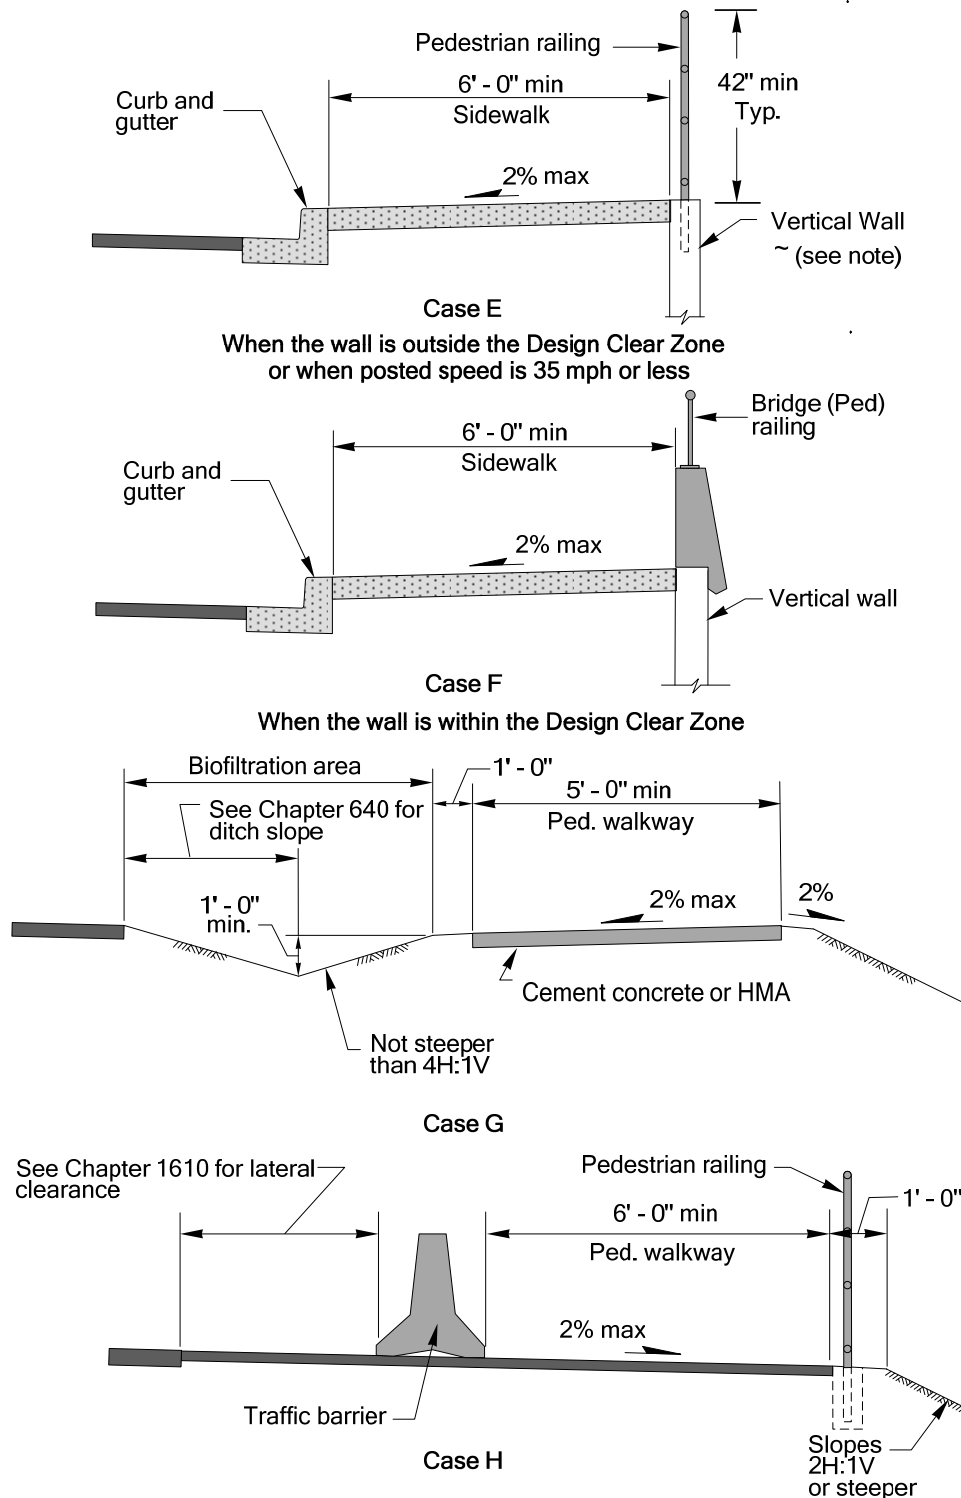 Pedestrian railing
6' - 0" min
Sidewalk
42" min
Typ.
Curb and
gutter
2% max
Vertical Wall
~ (see note)
Case E
When the wall is outside the Design Clear Zone
or when posted speed is 35 mph or less
Bridge (Ped)
railing
6' - 0" min
Sidewalk
Curb and
gutter
2% max
Vertical wall
Case F
When the wall is within the Design Clear Zone
Biofiltration area
1' - 0"
See Chapter 640 for
ditch slope
5' - 0" min
Ped. walkway
1' - 0"
min.
2% max
2%
Cement concrete or HMA
Not steeper
than 4H:1V
Case G
See Chapter 1610 for lateral
clearance
Pedestrian railing
1' - 0"
6' - 0" min
Ped. walkway
2% max
Traffic barrier
Case H
Slopes
2H:1V
or steeper